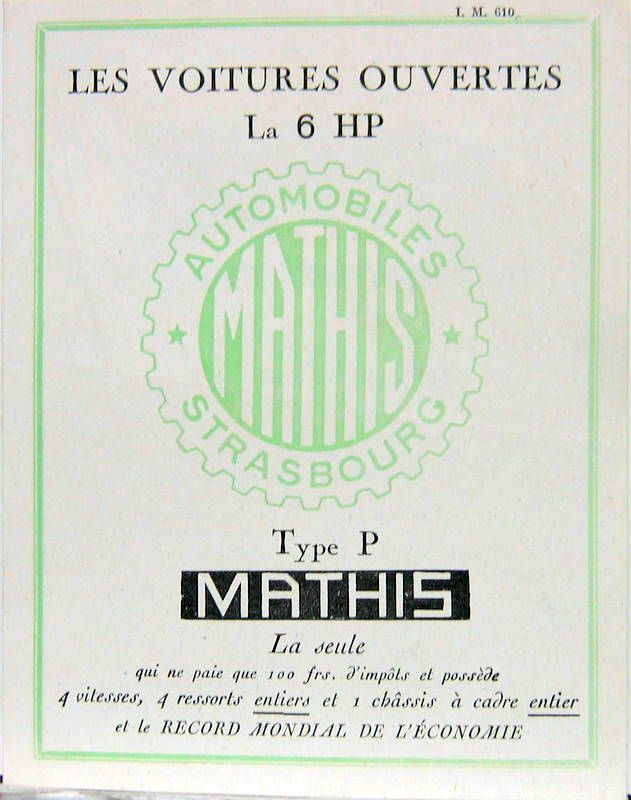 I. M. 610
LES VOITURES OUVERTES
La 6 HP
AUTOMOBILES
MATHIS
STRASBOURG
Type P
MATHIS
La seule
qui ne paie que 100 frs. d'impôts et possède
4 vitesses, 4 ressorts entiers et 1 châssis à cadre entier
et le RECORD MONDIAL DE L'ÉCONOMIE